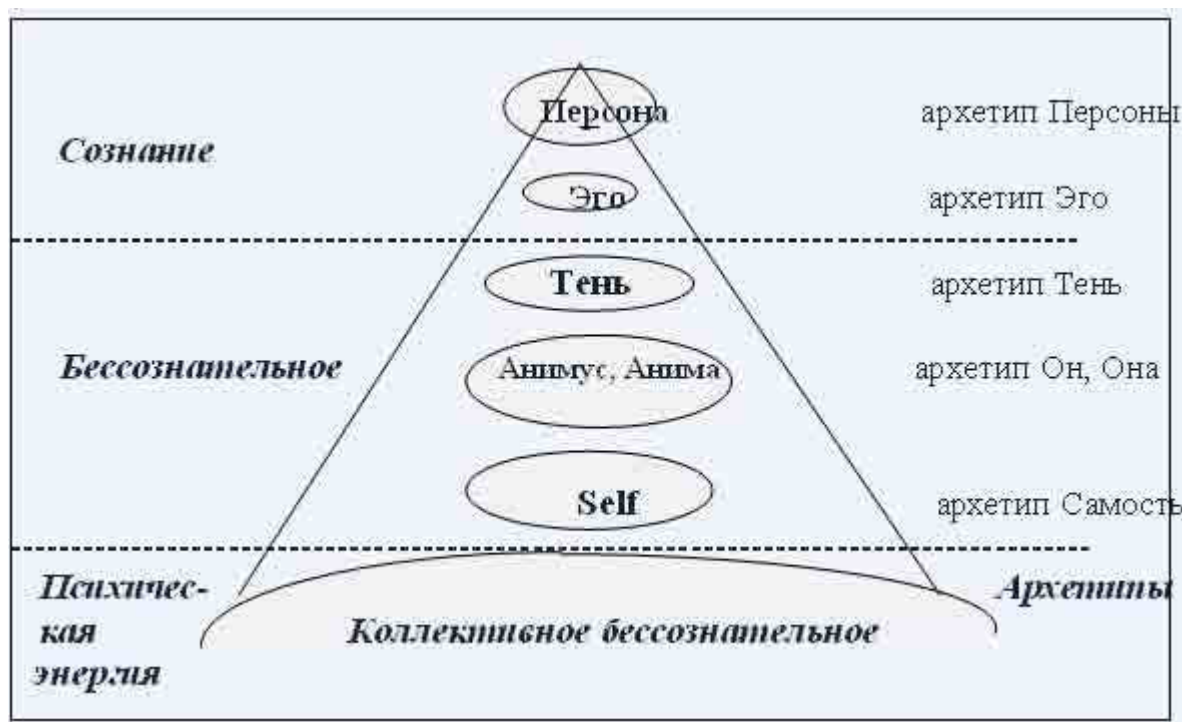 Персона
архетип Персоны
Сознание
Эго
архетип Эго
Тень
архетип Тень
Бессознательное
Анимус, Анима
архетип Он, Она
Self
архетип Самость
Психичес-
кая
энергия
Архетипы
Коллективное бессознательное